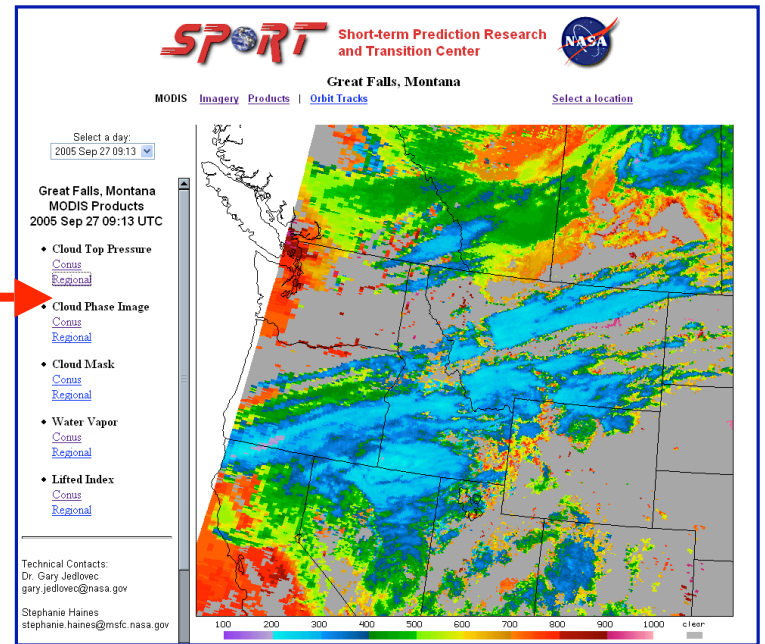 SPoRT
Short-term Prediction Research
and Transition Center
NASA
Great Falls, Montana
MODIS Imagery Products | Orbit Tracks Select a location
Select a day:
2005 Sep 27 09:13
Great Falls, Montana
MODIS Products
2005 Sep 27 09:13 UTC
Cloud Top Pressure
Conus
Regional
Cloud Phase Image
Conus
Regional
Cloud Mask
Conus
Regional
Water Vapor
Conus
Regional
Lifted Index
Conus
Regional
Technical Contacts:
Dr. Gary Jedlovec
gary.jedlovec@nasa.gov
Stephanie Haines
stephanie.haines@msfc.nasa.gov
100 200 300 400 500 600 700 800 900 1000 clear